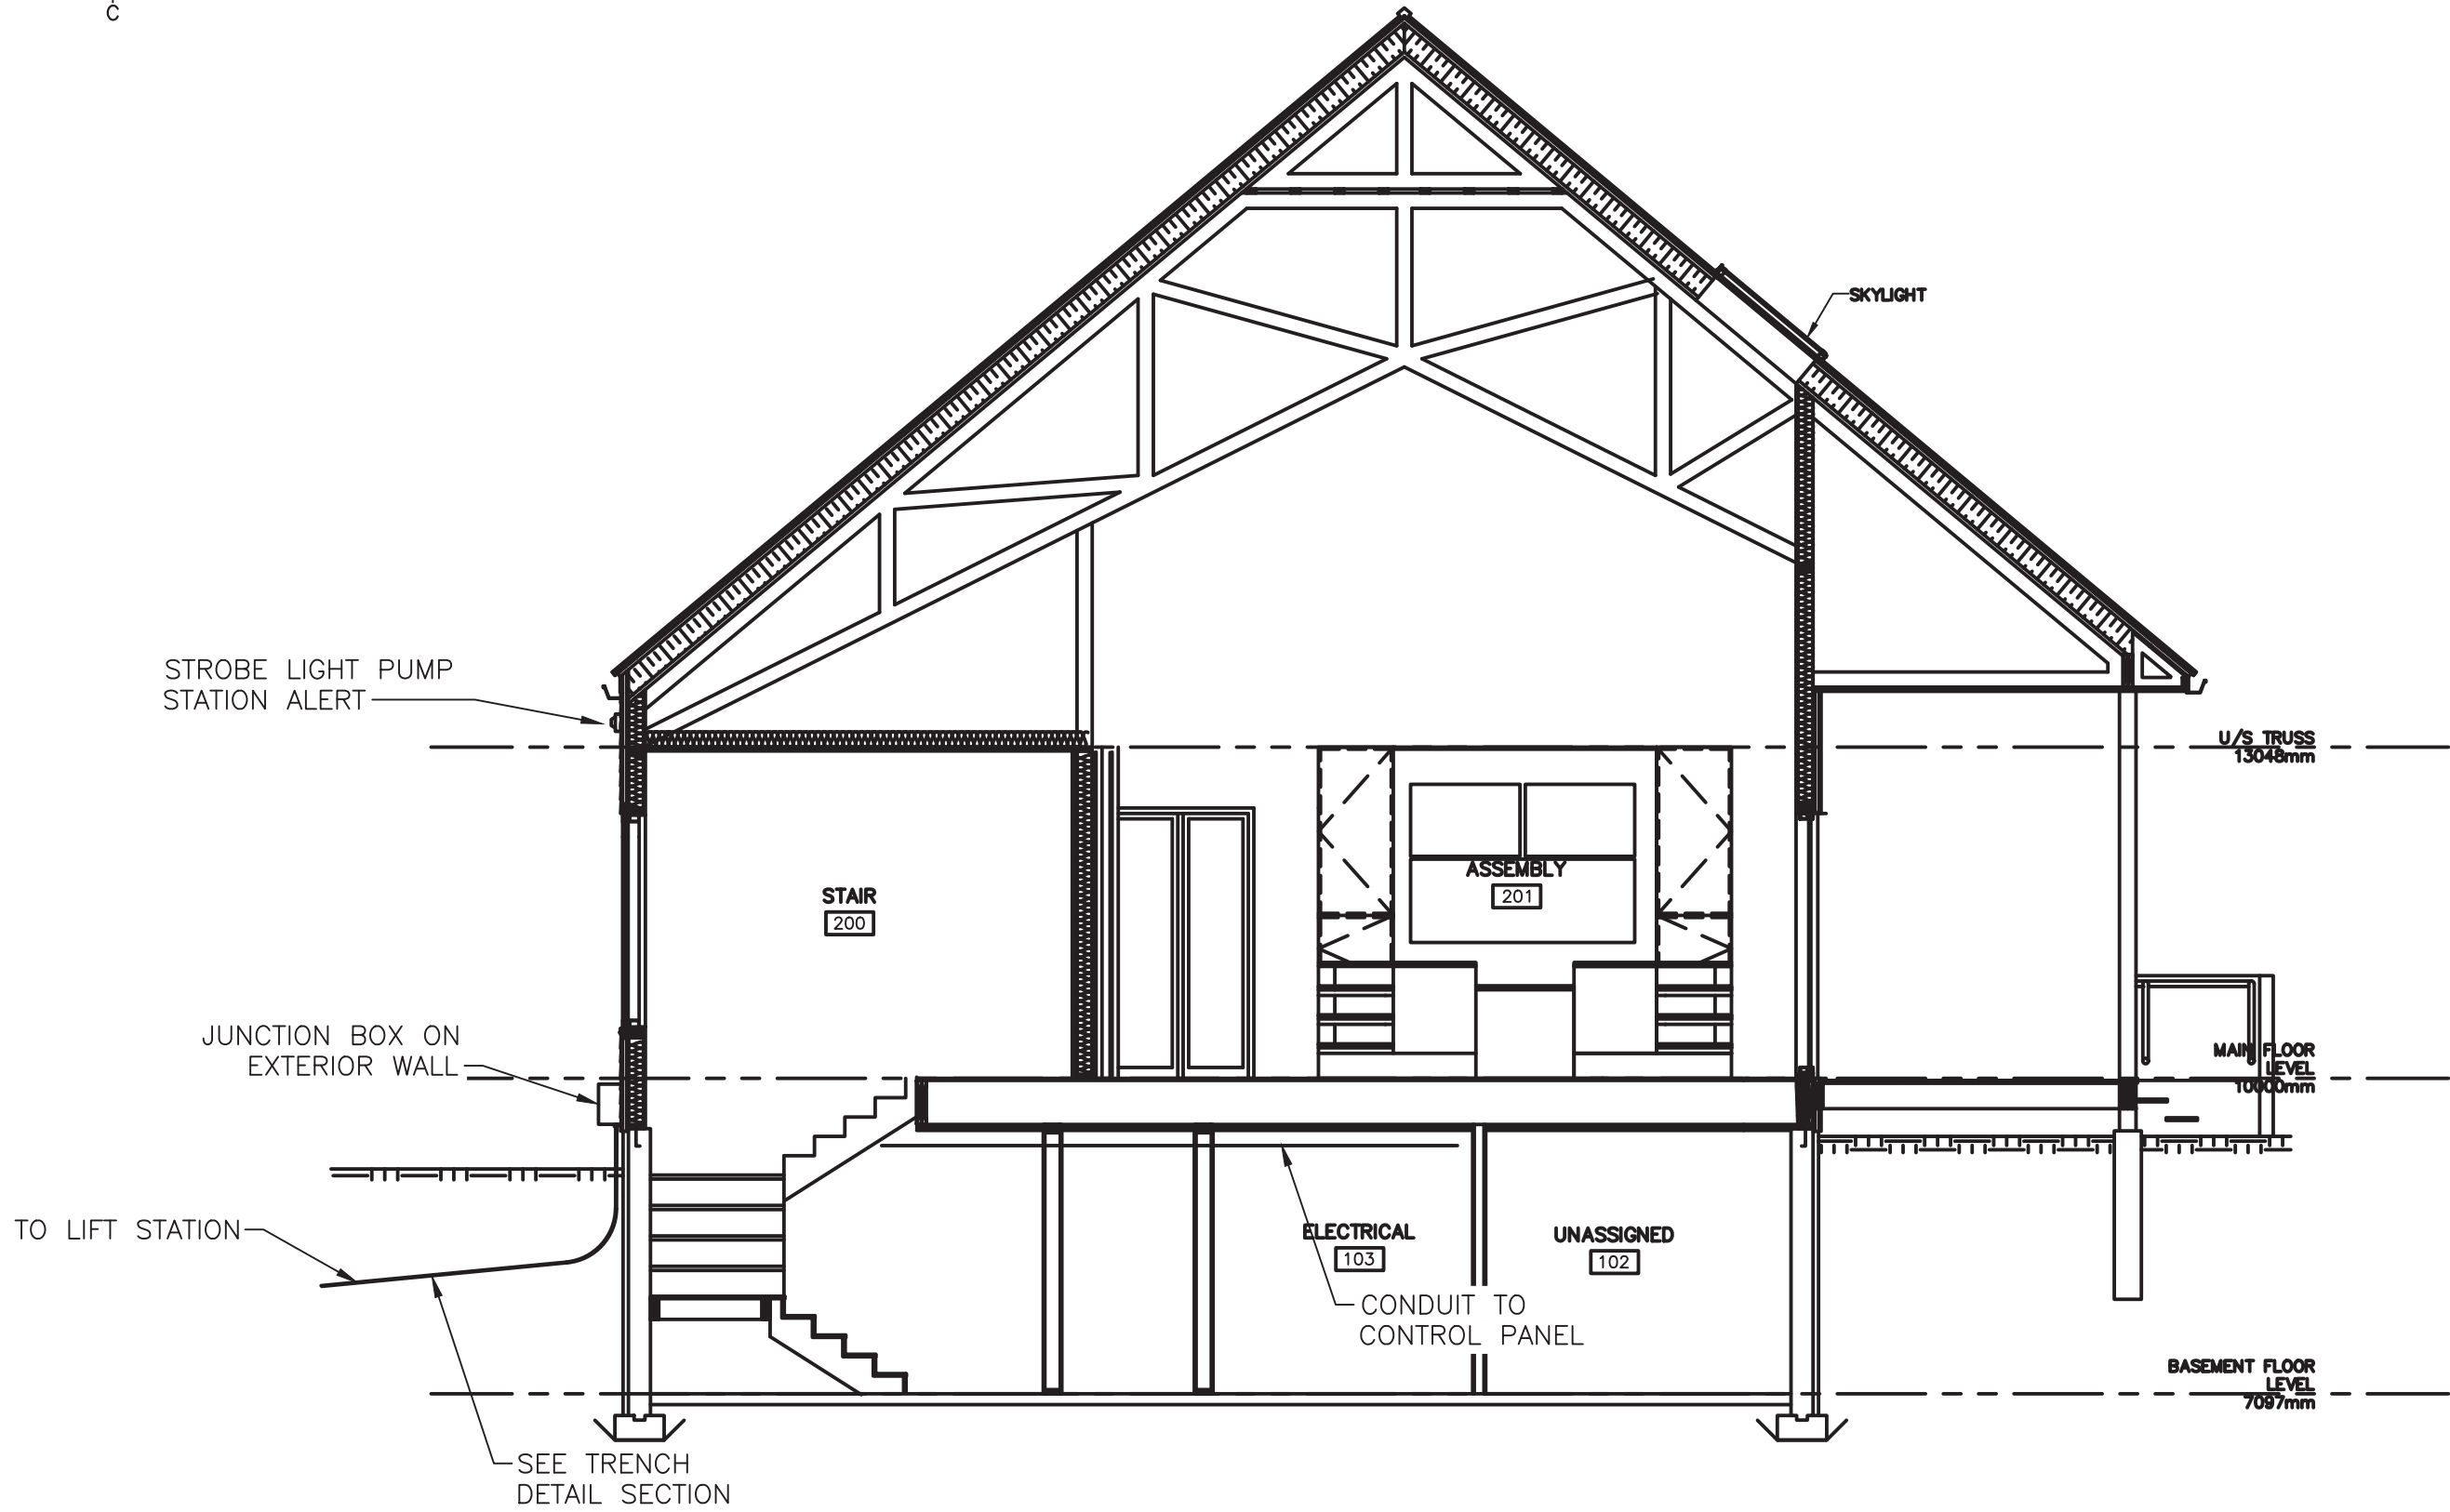 C
SKYLIGHT
STROBE LIGHT PUMP
STATION ALERT
U/S TRUSS
13048mm
ASSEMBLY
201
STAIR
200
JUNCTION BOX ON
EXTERIOR WALL
MAIN FLOOR
LEVEL
10000mm
TO LIFT STATION
ELECTRICAL
103
UNASSIGNED
102
CONDUIT TO
CONTROL PANEL
BASEMENT FLOOR
LEVEL
7097mm
SEE TRENCH
DETAIL SECTION